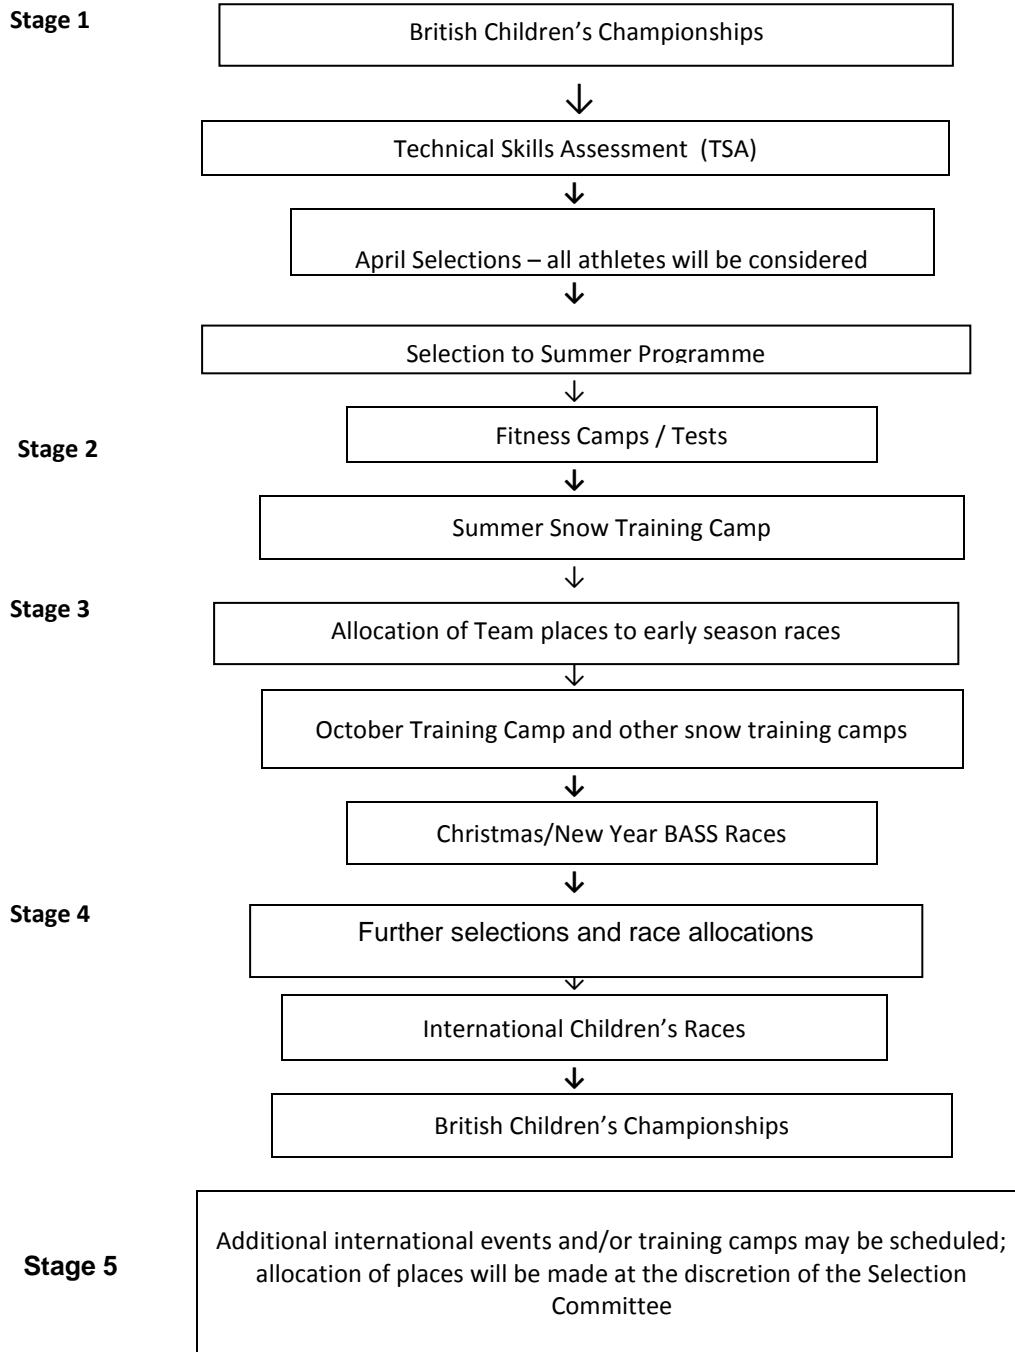 Stage 1
British Children’s Championships
Technical Skills Assessment  (TSA)
April Selections – all athletes will be considered
Selection to Summer Programme
Stage 2
Fitness Camps / Tests
Summer Snow Training Camp
Stage 3
Allocation of Team places to early season races
October Training Camp and other snow training camps
Christmas/New Year BASS Races
Stage 4
Further selections and race allocations
International Children’s Races
British Children’s Championships
Stage 5
Additional international events and/or training camps may be scheduled;
allocation of places will be made at the discretion of the Selection
Committee